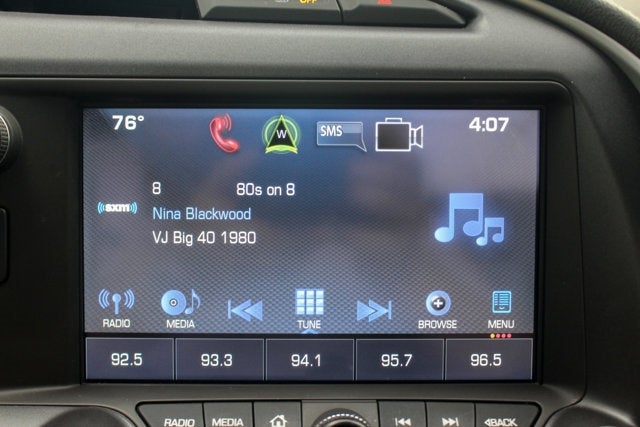 OFF
76° W SMS 4:07
8 80s on 8
((sxm)) Nina Blackwood
VJ Big 40 1980
RADIO MEDIA TUNE BROWSE MENU
92.5 93.3 94.1 95.7 96.5
RADIO MEDIA BACK